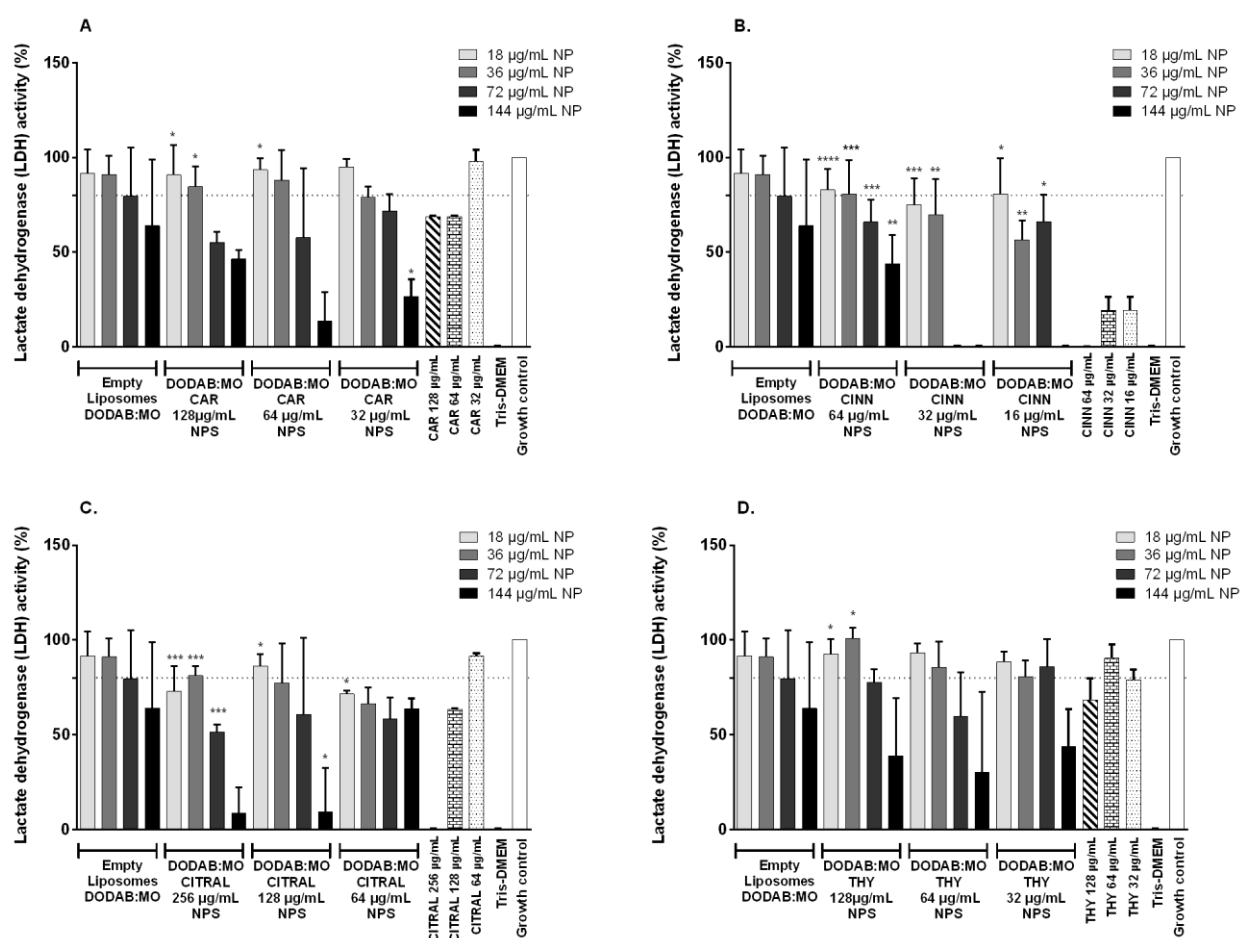 A
Lactate dehydrogenase (LDH) activity (%)
150
100
50
0
18 µg/mL NP
36 µg/mL NP
72 µg/mL NP
144 µg/mL NP
* * * *
Empty
Liposomes
DODAB:MO
DODAB:MO
CAR
128µg/mL
NPS
DODAB:MO
CAR
64 µg/mL
NPS
DODAB:MO
CAR
32 µg/mL
NPS
CAR 128 µg/mL
CAR 64 µg/mL
CAR 32 µg/mL
Tris-DMEM
Growth control
B.
Lactate dehydrogenase (LDH) activity (%)
150
100
50
0
18 µg/mL NP
36 µg/mL NP
72 µg/mL NP
144 µg/mL NP
**** *** *** ** *** ** * ** *
Empty
Liposomes
DODAB:MO
DODAB:MO
CINN
64 µg/mL
NPS
DODAB:MO
CINN
32 µg/mL
NPS
DODAB:MO
CINN
16 µg/mL
NPS
CINN 64 µg/mL
CINN 32 µg/mL
CINN 16 µg/mL
Tris-DMEM
Growth control
C.
Lactate dehydrogenase (LDH) activity (%)
150
100
50
0
18 µg/mL NP
36 µg/mL NP
72 µg/mL NP
144 µg/mL NP
*** *** *** * * *
Empty
Liposomes
DODAB:MO
DODAB:MO
CITRAL
256 µg/mL
NPS
DODAB:MO
CITRAL
128 µg/mL
NPS
DODAB:MO
CITRAL
64 µg/mL
NPS
CITRAL 256 µg/mL
CITRAL 128 µg/mL
CITRAL 64 µg/mL
Tris-DMEM
Growth control
D.
Lactate dehydrogenase (LDH) activity (%)
150
100
50
0
18 µg/mL NP
36 µg/mL NP
72 µg/mL NP
144 µg/mL NP
* *
Empty
Liposomes
DODAB:MO
DODAB:MO
THY
128µg/mL
NPS
DODAB:MO
THY
64 µg/mL
NPS
DODAB:MO
THY
32 µg/mL
NPS
THY 128 µg/mL
THY 64 µg/mL
THY 32 µg/mL
Tris-DMEM
Growth control